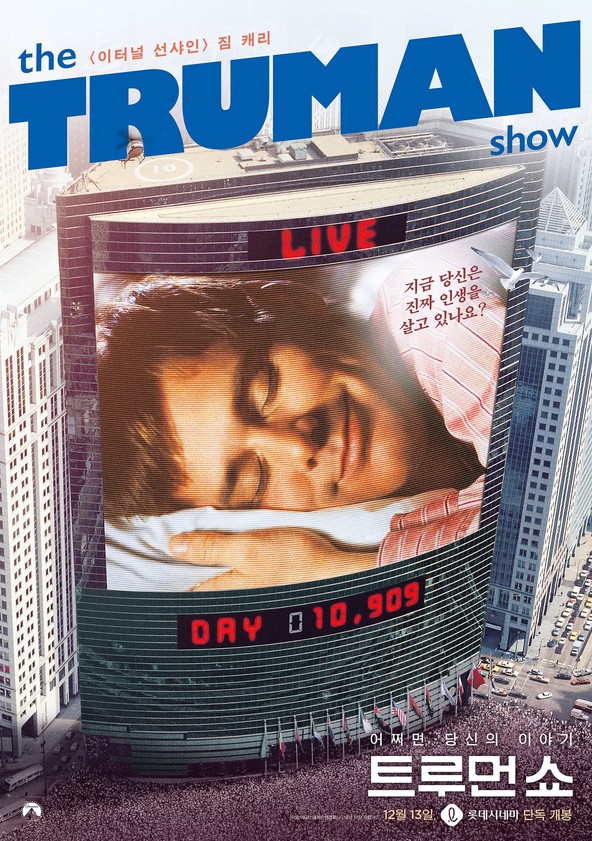 the 〈이터널 선샤인〉 짐 캐리
TRUMAN
show
10
LIVE
지금 당신은
진짜 인생을
살고 있나요?
DAY 010,909
어쩌면, 당신의 이야기
트루먼 쇼
12월 13일 롯데시네마 단독 개봉